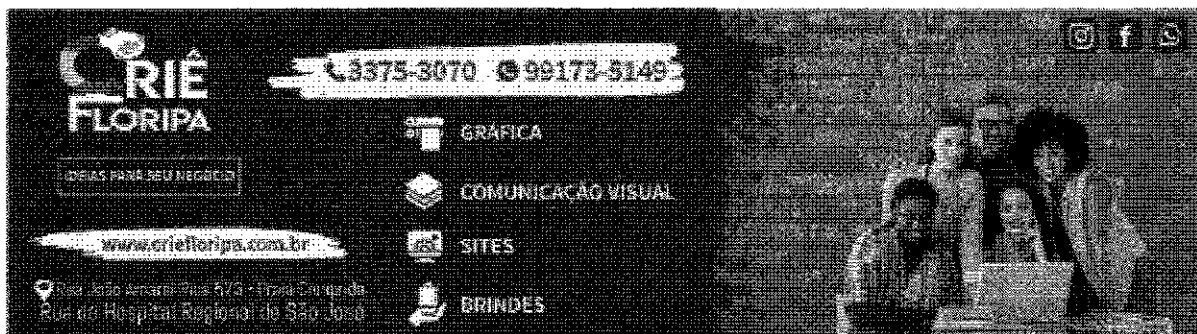 CRIÊ
FLORIPA
IDEIAS PARA SEU NEGÓCIO
www.criefloripa.com.br
Rua do Hospital Regional de São José
3375-3070 99173-5149
GRÁFICA
COMUNICAÇÃO VISUAL
SITES
BRINDES